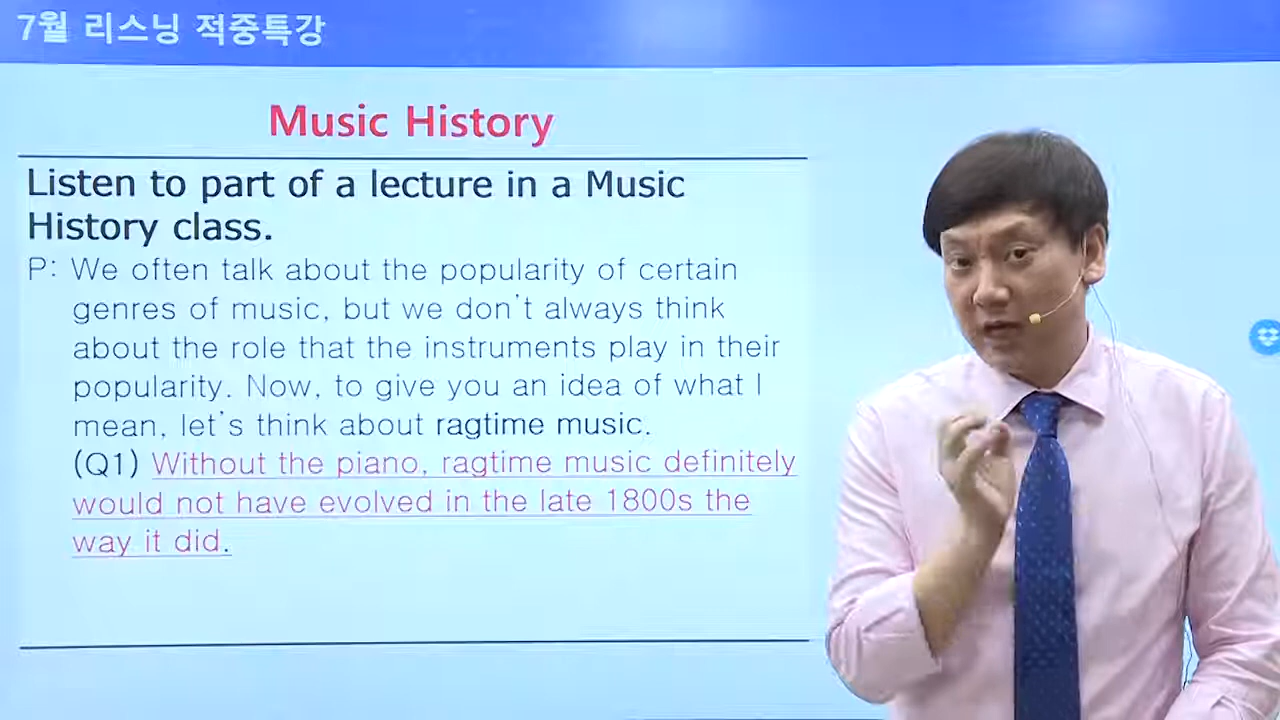 7월 리스닝 적중특강
Music History
Listen to part of a lecture in a Music
History class.
P: We often talk about the popularity of certain
genres of music, but we don't always think
about the role that the instruments play in their
popularity. Now, to give you an idea of what I
mean, let's think about ragtime music.
(Q1) Without the piano, ragtime music definitely
would not have evolved in the late 1800s the
way it did.